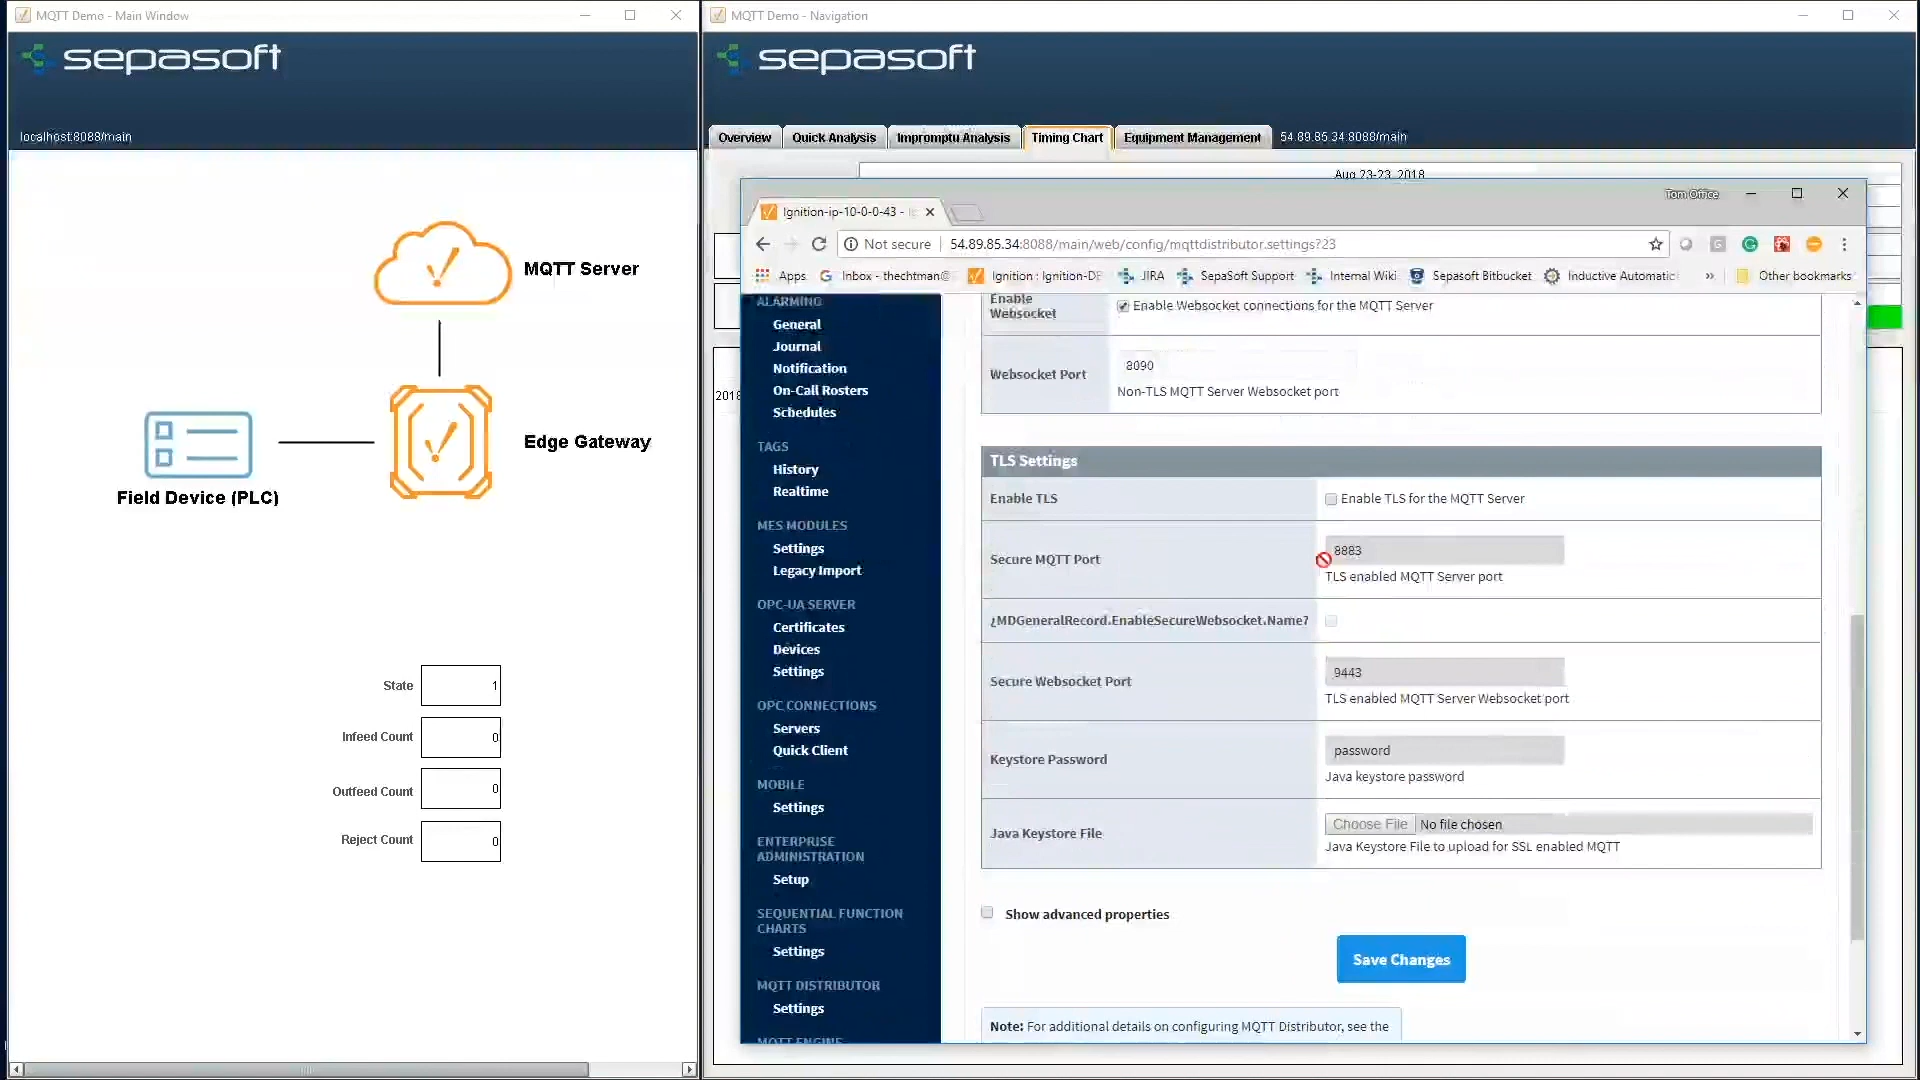 MQTT Demo - Main Window
sepasoft
localhost:8088/main
MQTT Server
Edge Gateway
Field Device (PLC)
State 1
Infeed Count 0
Outfeed Count 0
Reject Count 0
MQTT Demo - Navigation
sepasoft
Overview
Quick Analysis
Impromptu Analysis
Timing Chart
Equipment Management
54.89.85.34:8088/main
Aug 23-23, 2018
2018
Tom Office
Ignition-ip-10-0-0-43 -
Not secure
54.89.85.34:8088/main/web/config/mqttdistributor.settings?23
Apps
Inbox - thechtman@
Ignition : Ignition-DE
JIRA
SepaSoft Support
Internal Wiki
Sepasoft Bitbucket
Inductive Automatic
»
Other bookmarks
ALARMING
General
Journal
Notification
On-Call Rosters
Schedules
TAGS
History
Realtime
MES MODULES
Settings
Legacy Import
OPC-UA SERVER
Certificates
Devices
Settings
OPC CONNECTIONS
Servers
Quick Client
MOBILE
Settings
ENTERPRISE
ADMINISTRATION
Setup
SEQUENTIAL FUNCTION
CHARTS
Settings
MQTT DISTRIBUTOR
Settings
MQTT ENGINE
Enable
Websocket
Enable Websocket connections for the MQTT Server
Websocket Port
8090
Non-TLS MQTT Server Websocket port
TLS Settings
Enable TLS
Enable TLS for the MQTT Server
Secure MQTT Port
8883
TLS enabled MQTT Server port
¿MDGeneralRecord.EnableSecureWebsocket.Name?
Secure Websocket Port
9443
TLS enabled MQTT Server Websocket port
Keystore Password
password
Java keystore password
Java Keystore File
Choose File No file chosen
Java Keystore File to upload for SSL enabled MQTT
Show advanced properties
Save Changes
Note: For additional details on configuring MQTT Distributor, see the